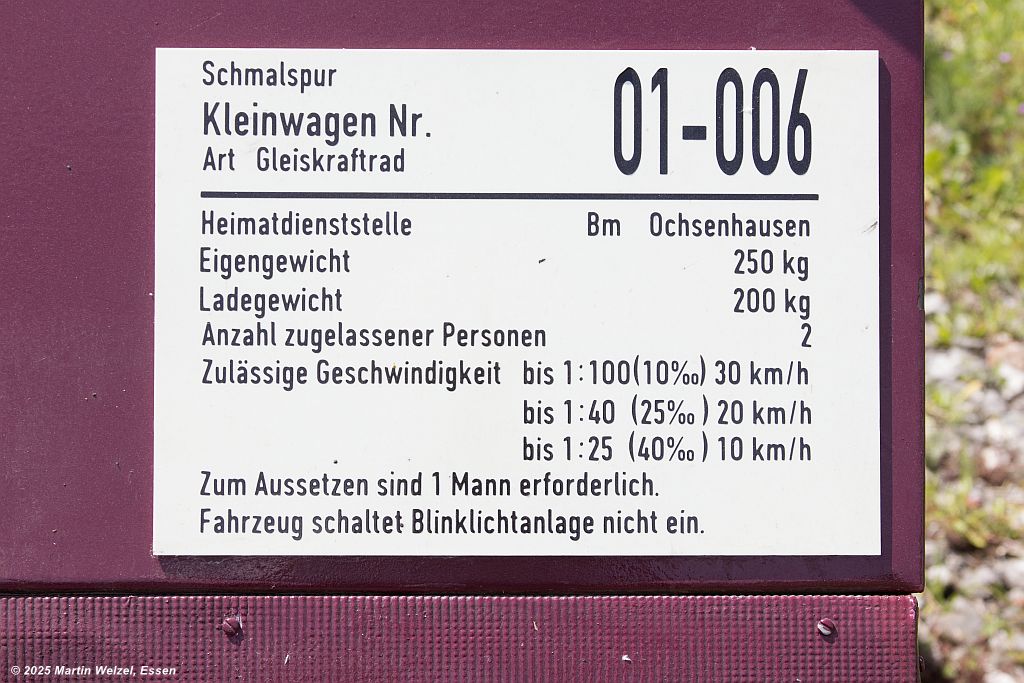 Schmalspur
Kleinwagen Nr. 01-006
Art Gleiskraftrad
Heimatdienststelle Bm Ochsenhausen
Eigengewicht 250 kg
Ladegewicht 200 kg
Anzahl zugelassener Personen 2
Zulässige Geschwindigkeit bis 1:100(10‰) 30 km/h
bis 1:40 (25‰) 20 km/h
bis 1:25 (40‰) 10 km/h
Zum Aussetzen sind 1 Mann erforderlich.
Fahrzeug schaltet Blinklichtanlage nicht ein.
© 2025 Martin Welzel, Essen